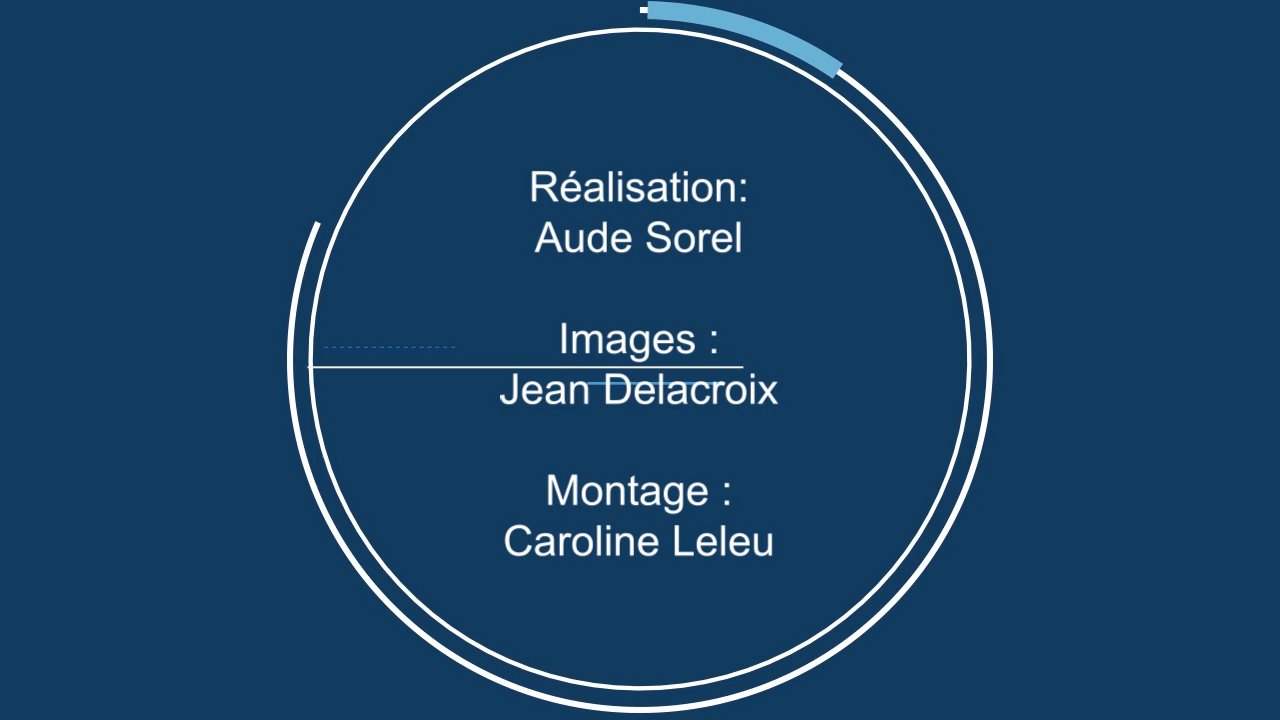 Réalisation:
Aude Sorel
Images :
Jean Delacroix
Montage :
Caroline Leleu